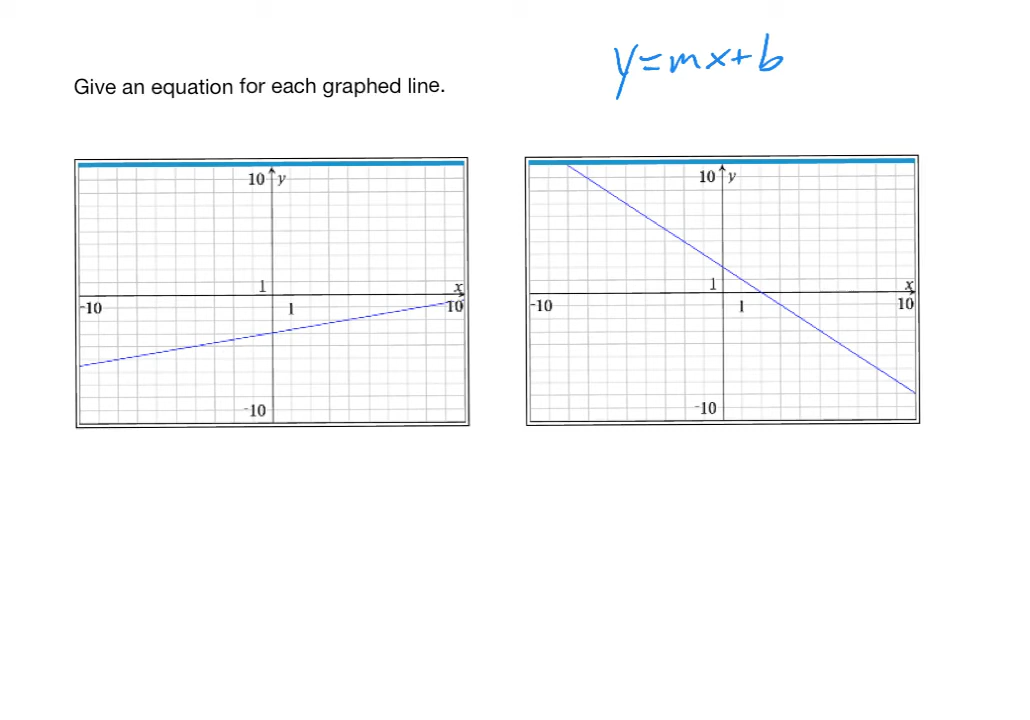 y=mx+b
Give an equation for each graphed line.
10 y
1 x
-10 1 10
-10
10 y
1 x
-10 1 10
-10